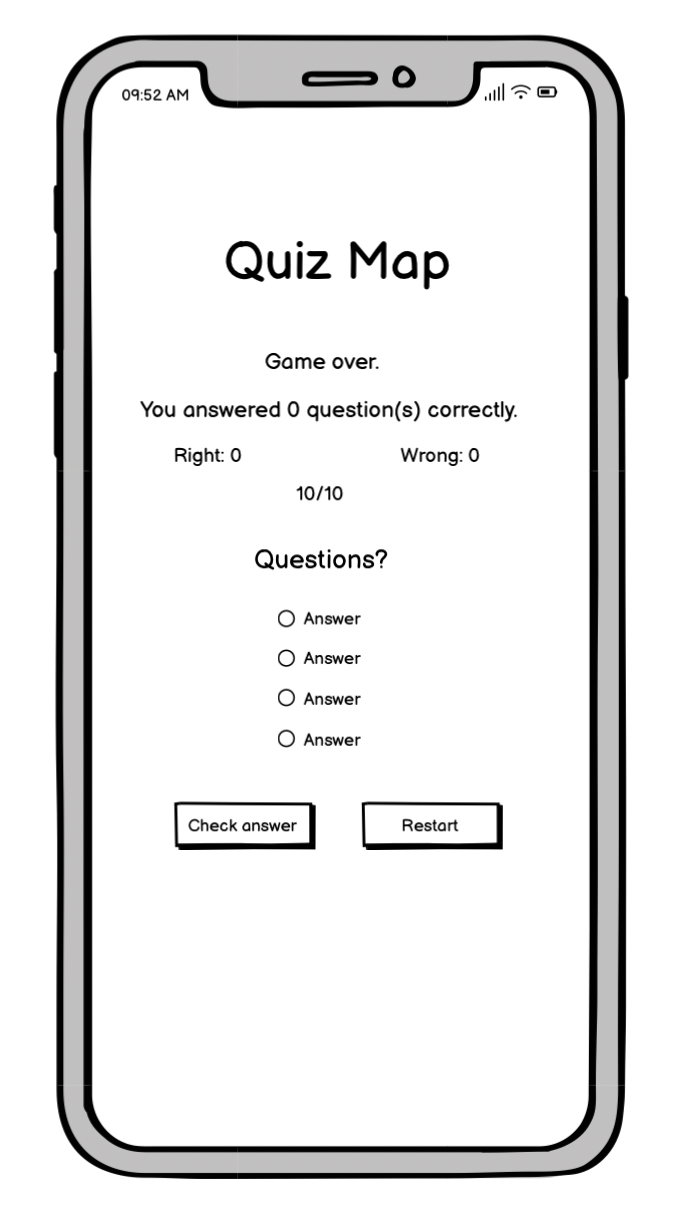 09:52 AM
Quiz Map
Game over.
You answered 0 question(s) correctly.
Right: 0 Wrong: 0
10/10
Questions?
Answer
Answer
Answer
Answer
Check answer Restart